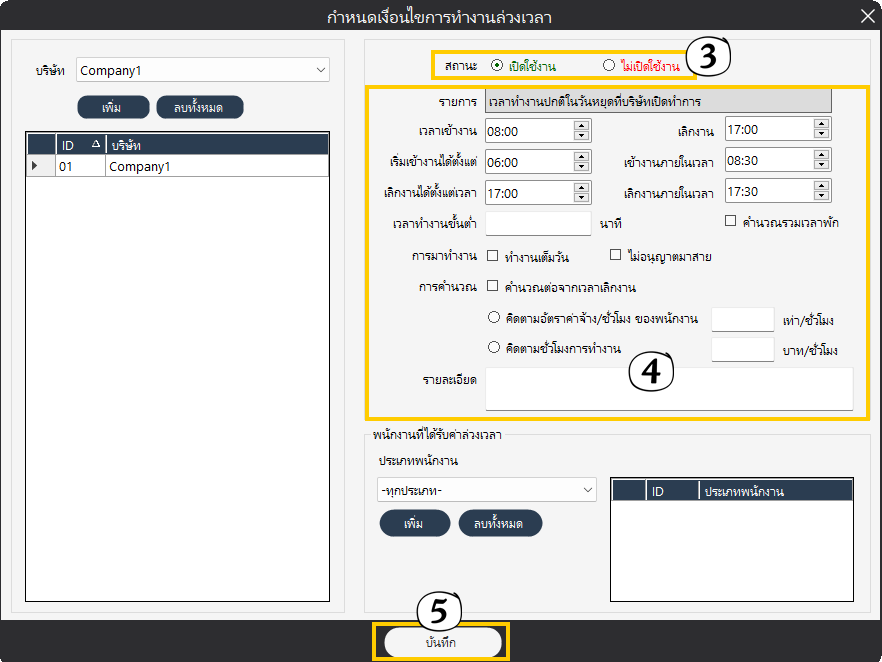 กำหนดเงื่อนไขการทำงานล่วงเวลา
บริษัท Company1
เพิ่ม ลบทั้งหมด
ID บริษัท
01 Company1
สถานะ เปิดใช้งาน ไม่เปิดใช้งาน 3
รายการ เวลาทำงานปกติในวันหยุดที่บริษัทเปิดทำการ
เวลาเข้างาน 08:00 เลิกงาน 17:00
เริ่มเข้างานได้ตั้งแต่ 06:00 เข้างานภายในเวลา 08:30
เลิกงานได้ตั้งแต่เวลา 17:00 เลิกงานภายในเวลา 17:30
เวลาทำงานขั้นต่ำ นาที คำนวณรวมเวลาพัก
การมาทำงาน ทำงานเต็มวัน ไม่อนุญาตมาสาย
การคำนวณ คำนวณต่อจากเวลาเลิกงาน
คิดตามอัตราค่าจ้าง/ชั่วโมง ของพนักงาน เท่า/ชั่วโมง
คิดตามชั่วโมงการทำงาน บาท/ชั่วโมง
4
รายละเอียด
พนักงานที่ได้รับค่าล่วงเวลา
ประเภทพนักงาน
-ทุกประเภท-
เพิ่ม ลบทั้งหมด
ID ประเภทพนักงาน
5
บันทึก